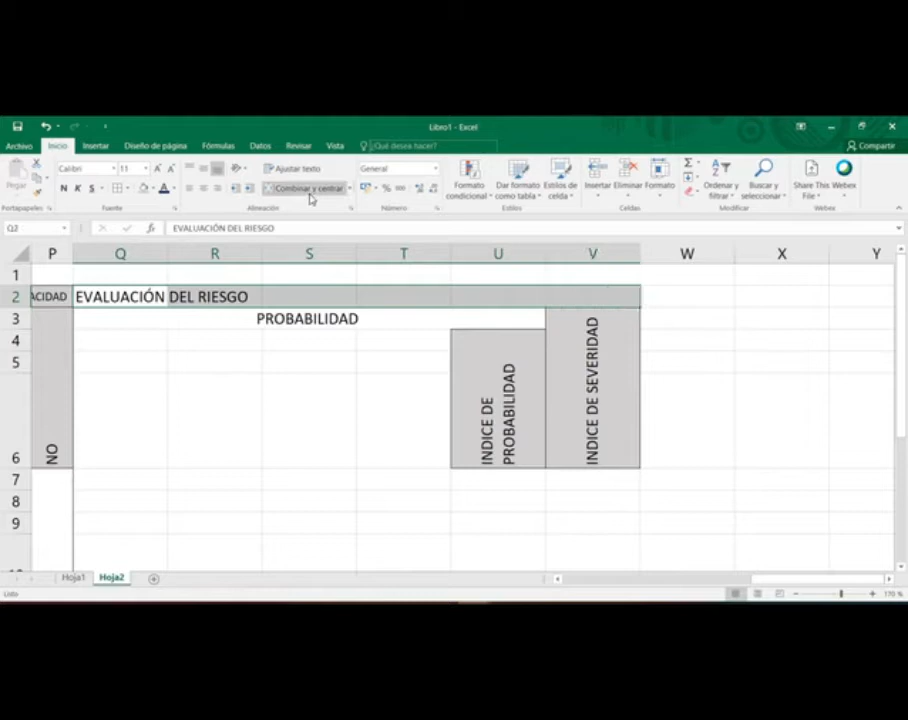 Libro1 - Excel
Archivo Inicio Insertar Diseño de página Fórmulas Datos Revisar Vista ¿Qué desea hacer? Compartir
Pegar Calibri 11 N K S Ajustar texto Combinar y centrar General % 000
Formato condicional Dar formato como tabla Estilos de celda Insertar Eliminar Formato Ordenar y filtrar Buscar y seleccionar Share This File Webex
Portapapeles Fuente Alineación Número Estilos Celdas Modificar Webex
Q2 fx EVALUACIÓN DEL RIESGO
P Q R S T U V W X Y
1
2 ACIDAD EVALUACIÓN DEL RIESGO
3 PROBABILIDAD
4
5
6 NO
INDICE DE
PROBABILIDAD
INDICE DE SEVERIDAD
7
8
9
Hoja1 Hoja2
Listo 170 %